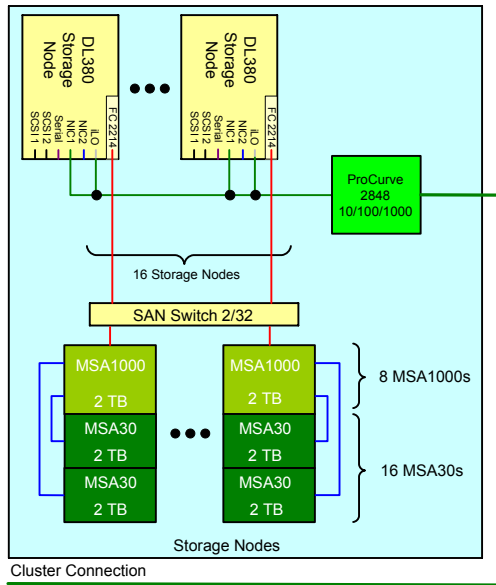 DL380
Storage
Node
SCSI 2
SCSI 1
Serial
NIC1
NIC2
iLO
FC 2214
DL380
Storage
Node
SCSI 2
SCSI 1
Serial
NIC1
NIC2
iLO
FC 2214
ProCurve
2848
10/100/1000
16 Storage Nodes
SAN Switch 2/32
MSA1000
2 TB
MSA30
2 TB
MSA30
2 TB
MSA1000
2 TB
MSA30
2 TB
MSA30
2 TB
8 MSA1000s
16 MSA30s
Storage Nodes
Cluster Connection